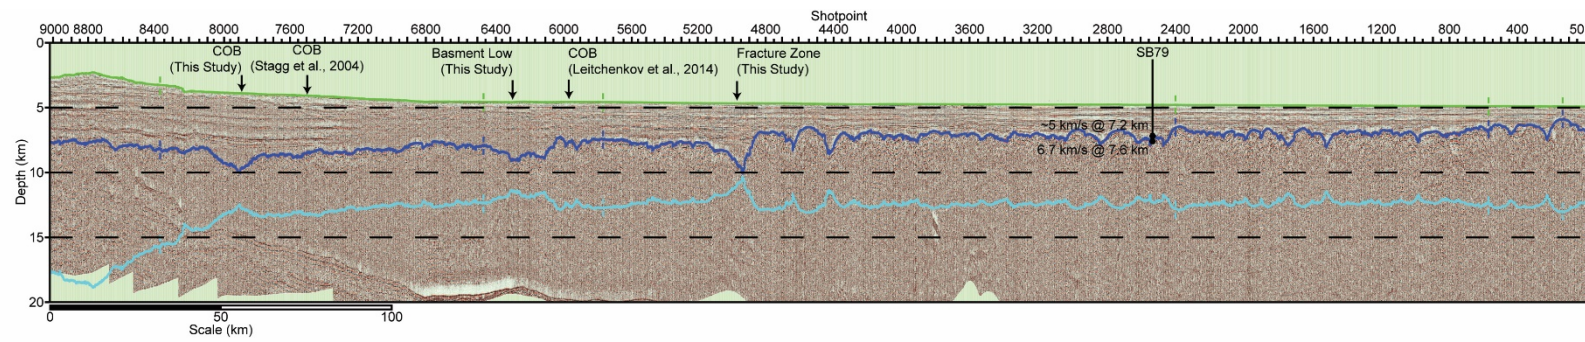 Shotpoint
9000 8800 8400 8000 7600 7200 6800 6400 6000 5600 5200 4800 4400 4000 3600 3200 2800 2400 2000 1600 1200 800 400 50
COB
(This Study)
COB
(Stagg et al., 2004)
Basment Low
(This Study)
COB
(Leitchenkov et al., 2014)
Fracture Zone
(This Study)
SB79
~5 km/s @ 7.2 km
6.7 km/s @ 7.6 km
Depth (km)
0
5
10
15
20
0 100
Scale (km)